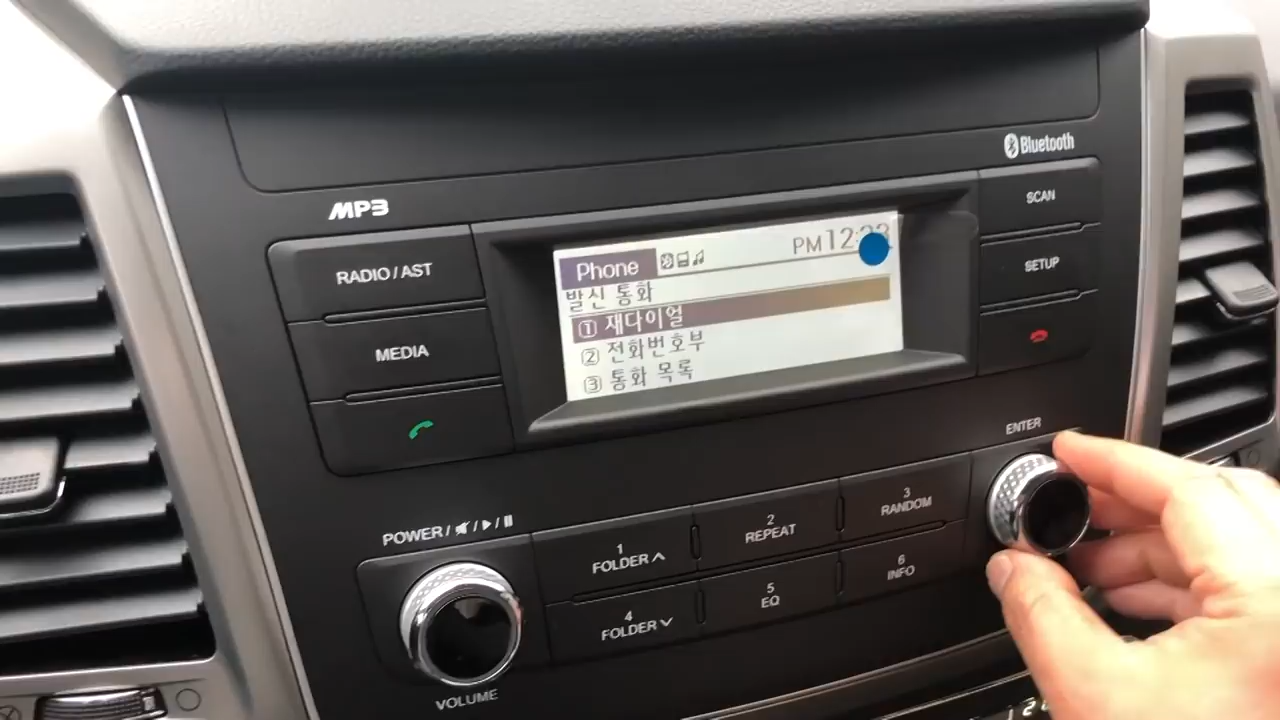 Bluetooth
MP3
SCAN
RADIO / AST
Phone
PM
SETUP
발신 통화
① 재다이얼
MEDIA
② 전화번호부
③ 통화 목록
ENTER
POWER /
1
FOLDER
2
REPEAT
3
RANDOM
4
FOLDER
5
EQ
6
INFO
VOLUME